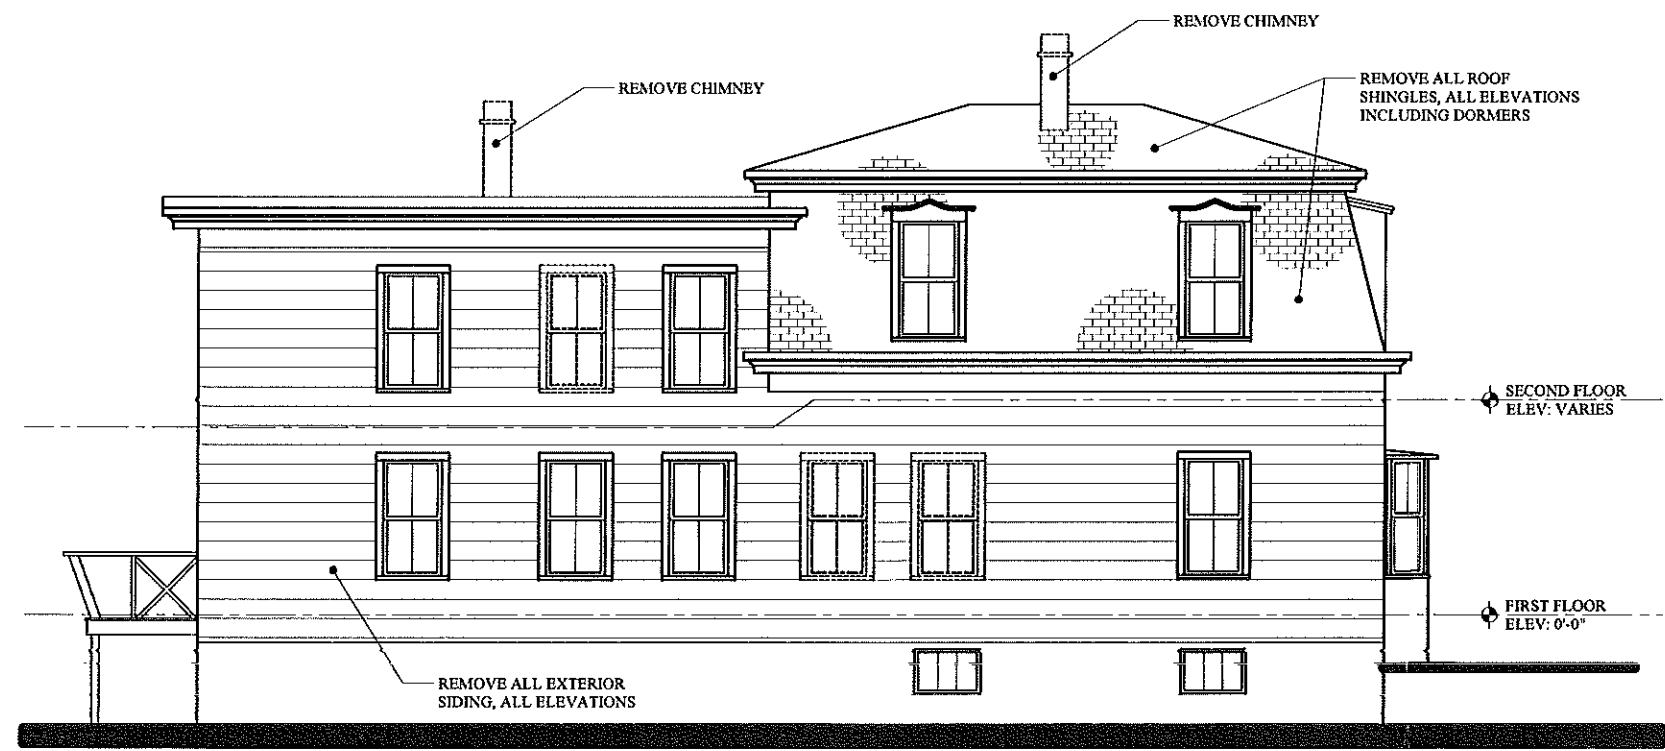 REMOVE CHIMNEY
REMOVE CHIMNEY
REMOVE ALL ROOF
SHINGLES, ALL ELEVATIONS
INCLUDING DORMERS
SECOND FLOOR
ELEV: VARIES
FIRST FLOOR
ELEV: 0'-0"
REMOVE ALL EXTERIOR
SIDING, ALL ELEVATIONS